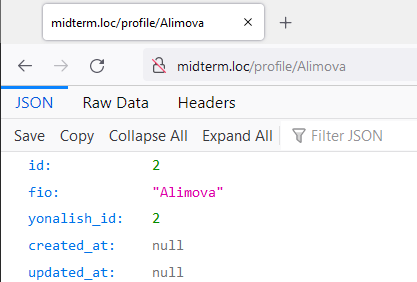 midterm.loc/profile/Alimova
midterm.loc/profile/Alimova
JSON Raw Data Headers
Save Copy Collapse All Expand All Filter JSON
id: 2
fio: "Alimova"
yonalish_id: 2
created_at: null
updated_at: null